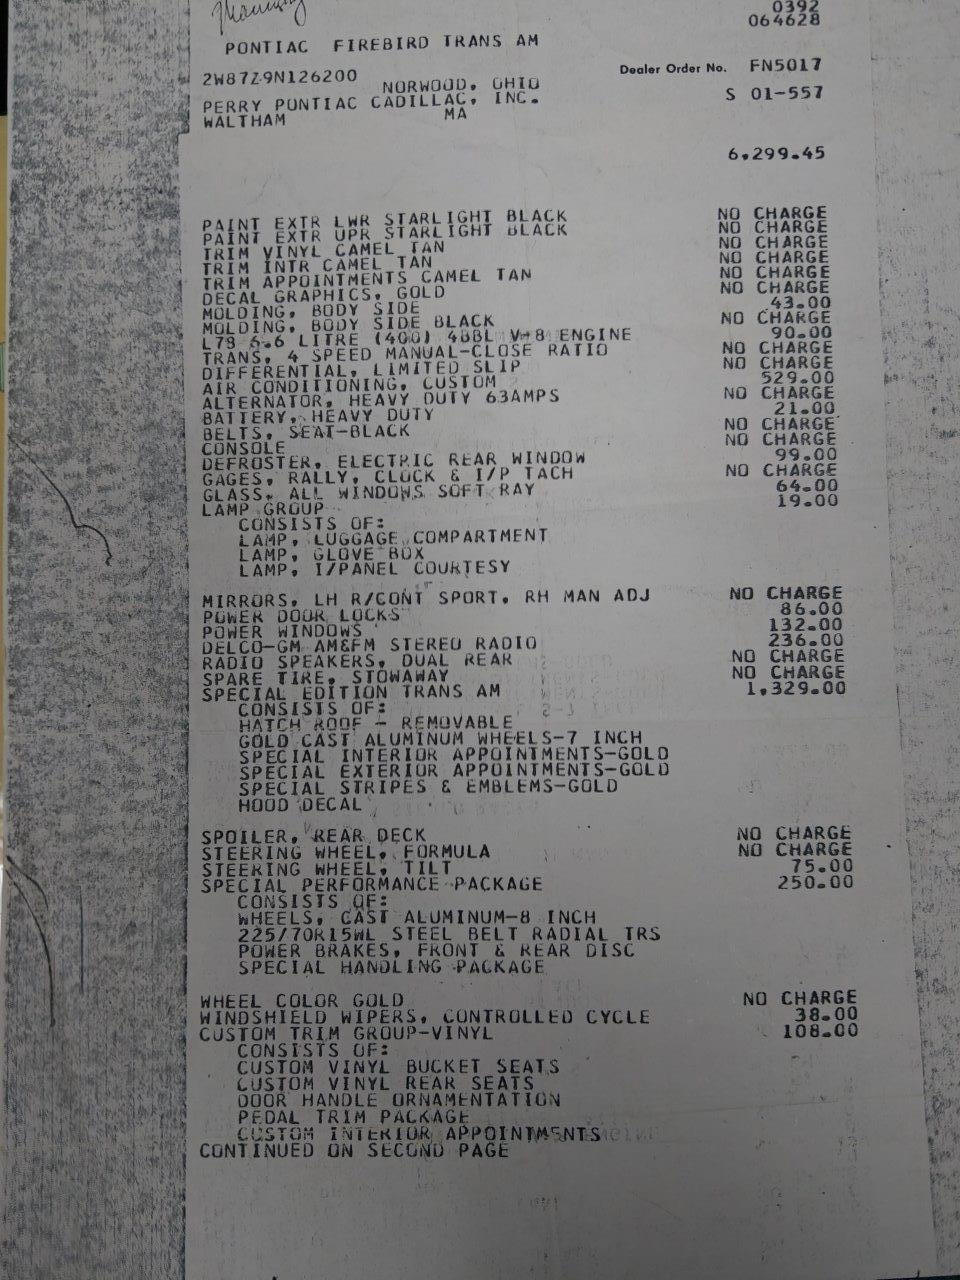 0392
064628
PONTIAC FIREBIRD TRANS AM
2W87Z9N126200 Dealer Order No. FN5017
NORWOOD, OHIO
PERRY PONTIAC CADILLAC, INC. S 01-557
WALTHAM MA
6,299.45
PAINT EXTR LWR STARLIGHT BLACK NO CHARGE
PAINT EXTR UPR STARLIGHT BLACK NO CHARGE
TRIM VINYL CAMEL TAN NO CHARGE
TRIM INTR CAMEL TAN NO CHARGE
TRIM APPOINTMENTS CAMEL TAN NO CHARGE
DECAL GRAPHICS, GOLD NO CHARGE
MOLDING, BODY SIDE 43.00
MOLDING, BODY SIDE BLACK NO CHARGE
L78 6.6 LITRE (400) 4BBL V-8 ENGINE 90.00
TRANS, 4 SPEED MANUAL-CLOSE RATIO NO CHARGE
DIFFERENTIAL, LIMITED SLIP NO CHARGE
AIR CONDITIONING, CUSTOM 529.00
ALTERNATOR, HEAVY DUTY 63AMPS NO CHARGE
BATTERY, HEAVY DUTY 21.00
BELTS, SEAT-BLACK NO CHARGE
CONSOLE NO CHARGE
DEFROSTER, ELECTRIC REAR WINDOW 99.00
GAGES, RALLY, CLOCK & I/P TACH NO CHARGE
GLASS, ALL WINDOWS SOFT RAY 64.00
LAMP GROUP 19.00
CONSISTS OF:
LAMP, LUGGAGE COMPARTMENT
LAMP, GLOVE BOX
LAMP, I/PANEL COURTESY
MIRRORS, LH R/CONT SPORT, RH MAN ADJ NO CHARGE
POWER DOOR LOCKS 86.00
POWER WINDOWS 132.00
DELCO-GM AM&FM STEREO RADIO 236.00
RADIO SPEAKERS, DUAL REAR NO CHARGE
SPARE TIRE, STOWAWAY NO CHARGE
SPECIAL EDITION TRANS AM 1,329.00
CONSISTS OF:
HATCH ROOF - REMOVABLE
GOLD CAST ALUMINUM WHEELS-7 INCH
SPECIAL INTERIOR APPOINTMENTS-GOLD
SPECIAL EXTERIOR APPOINTMENTS-GOLD
SPECIAL STRIPES & EMBLEMS-GOLD
HOOD DECAL
SPOILER, REAR DECK NO CHARGE
STEERING WHEEL, FORMULA NO CHARGE
STEERING WHEEL, TILT 75.00
SPECIAL PERFORMANCE PACKAGE 250.00
CONSISTS OF:
WHEELS, CAST ALUMINUM-8 INCH
225/70R15WL STEEL BELT RADIAL TRS
POWER BRAKES, FRONT & REAR DISC
SPECIAL HANDLING PACKAGE
WHEEL COLOR GOLD NO CHARGE
WINDSHIELD WIPERS, CONTROLLED CYCLE 38.00
CUSTOM TRIM GROUP-VINYL 108.00
CONSISTS OF:
CUSTOM VINYL BUCKET SEATS
CUSTOM VINYL REAR SEATS
DOOR HANDLE ORNAMENTATION
PEDAL TRIM PACKAGE
CUSTOM INTERIOR APPOINTMENTS
CONTINUED ON SECOND PAGE